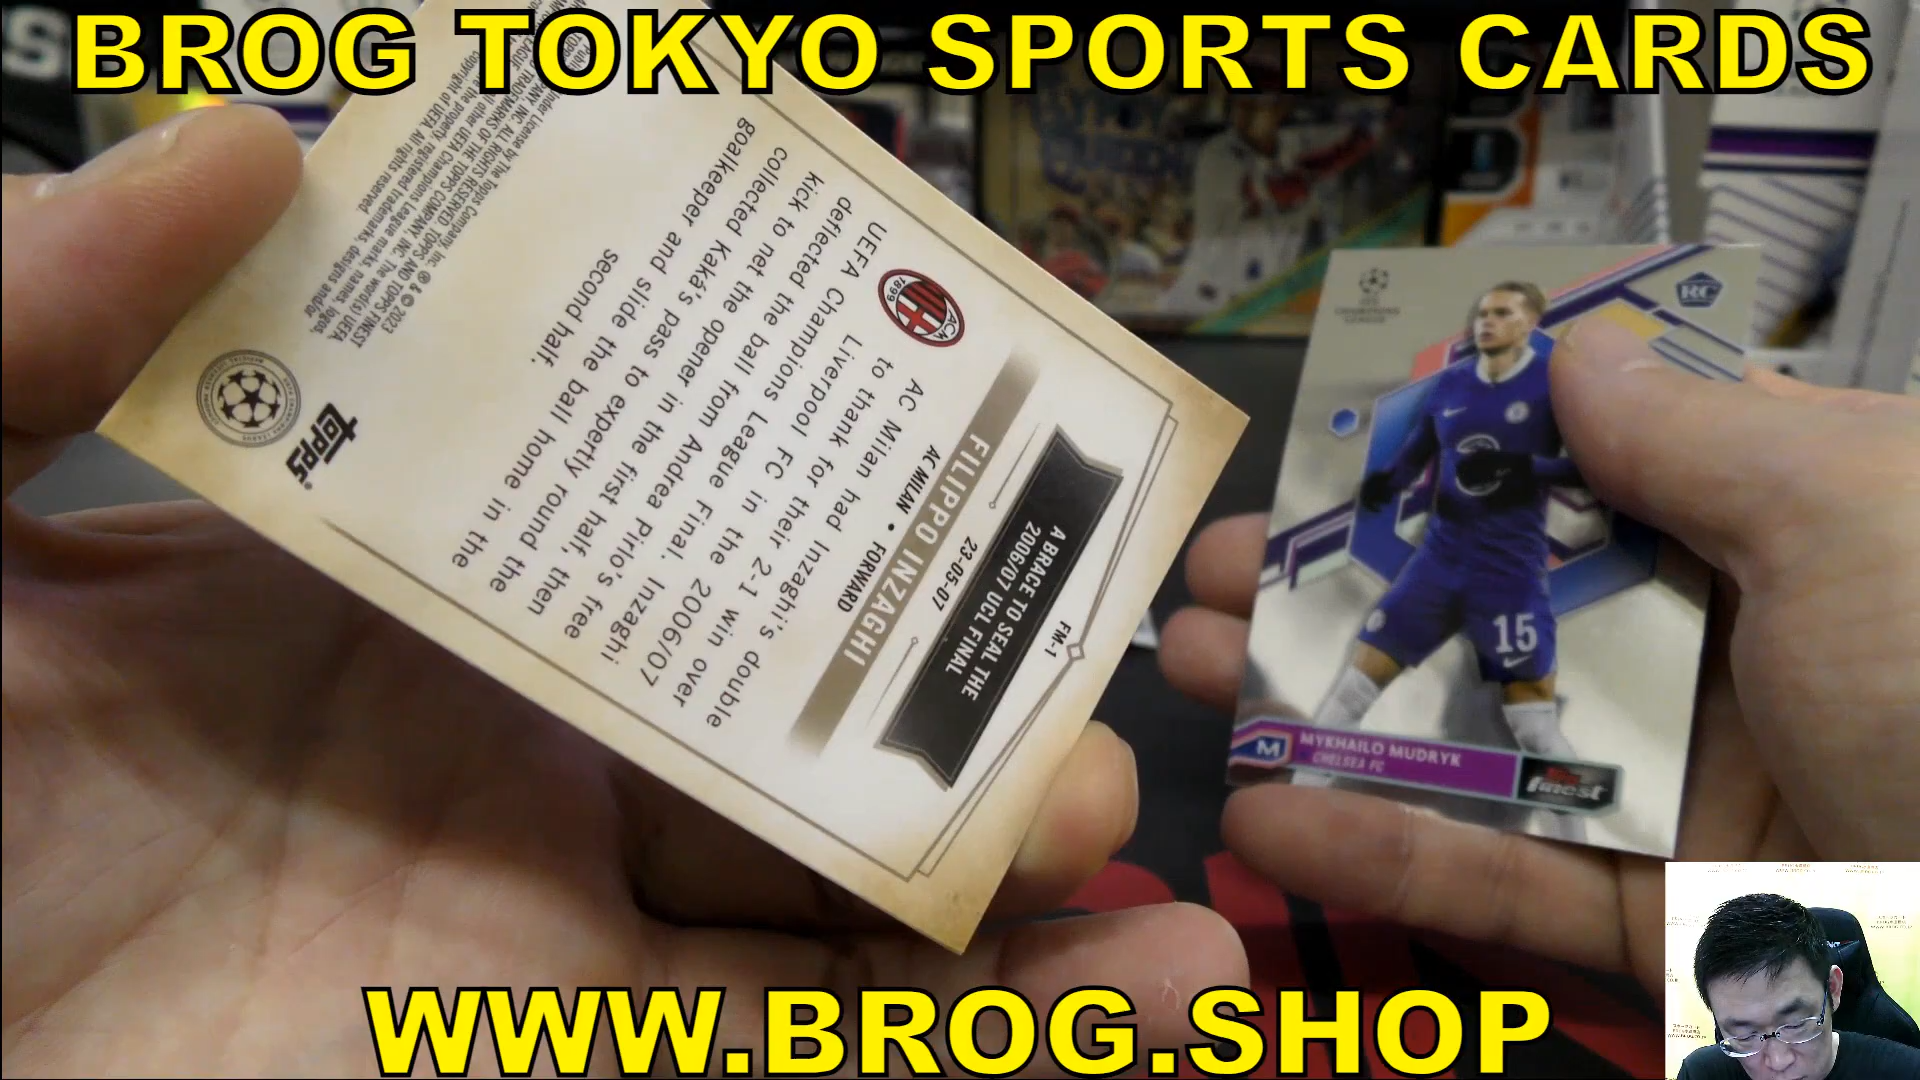 BROG TOKYO SPORTS CARDS
FM-1
A BRACE TO SEAL THE
2006/07 UCL FINAL
23-05-07
FILIPPO INZAGHI
AC MILAN • FORWARD
ACM
1899
AC Milan had Inzaghi's double
to thank for their 2-1 win over
Liverpool FC in the 2006/07
UEFA Champions League Final. Inzaghi
deflected the ball from Andrea Pirlo's free
kick to net the opener in the first half, then
collected Kaká's pass to expertly round the
goalkeeper and slide the ball home in the
second half.
topps
CHAMPIONS
LEAGUE
RC
15
M
MYKHAILO MUDRYK
CHELSEA FC
finest
WWW.BROG.SHOP